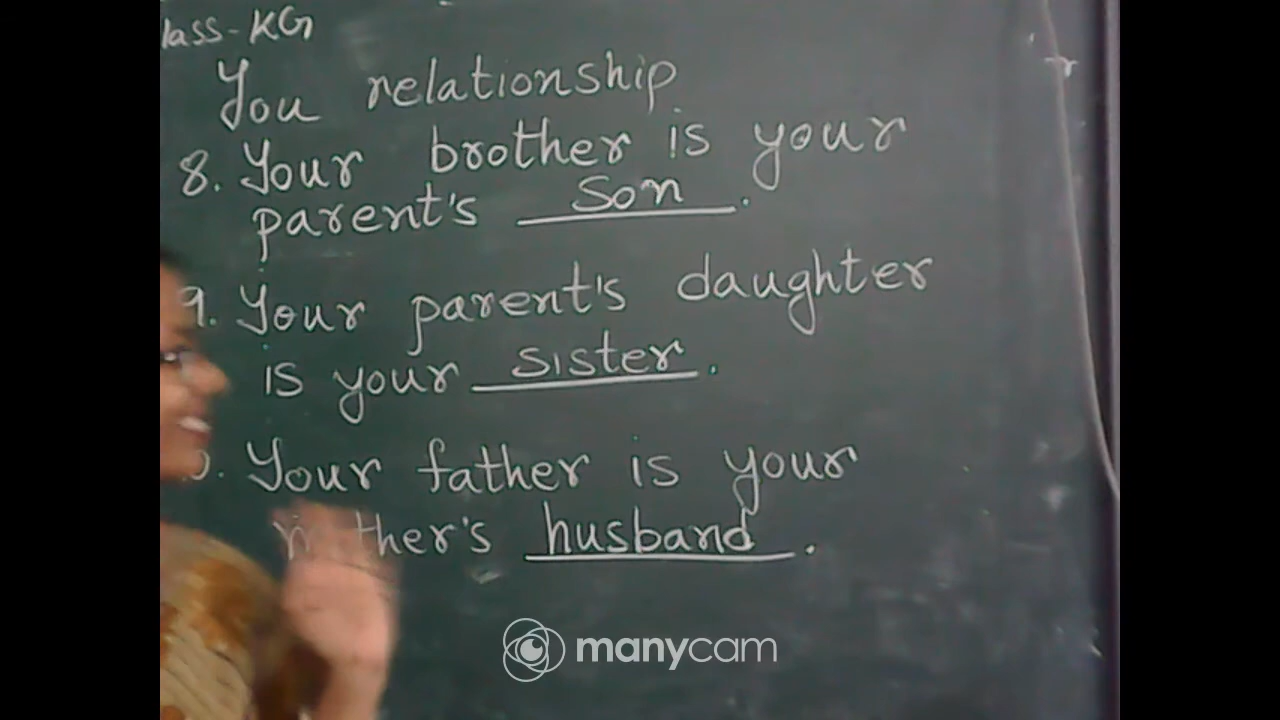 lass-KG
You relationship
8. Your brother is your
parent's Son.
9. Your parent's daughter
is your sister.
Your father is your
husband.
manycam